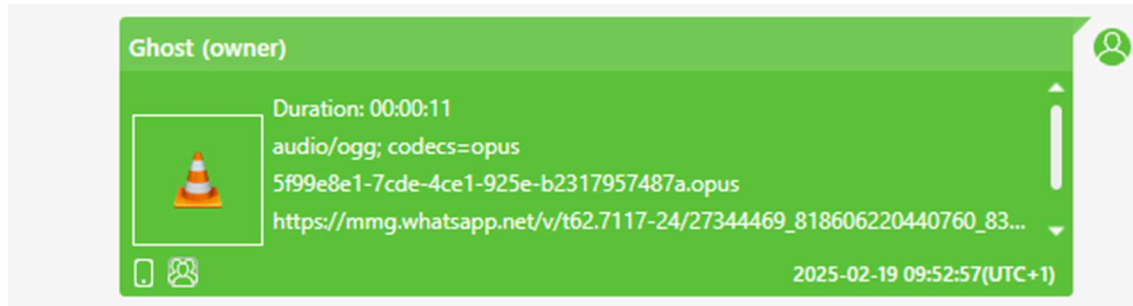 Ghost (owner)
Duration: 00:00:11
audio/ogg; codecs=opus
5f99e8e1-7cde-4ce1-925e-b2317957487a.opus
https://mmg.whatsapp.net/v/t62.7117-24/27344469_818606220440760_83...
2025-02-19 09:52:57(UTC+1)